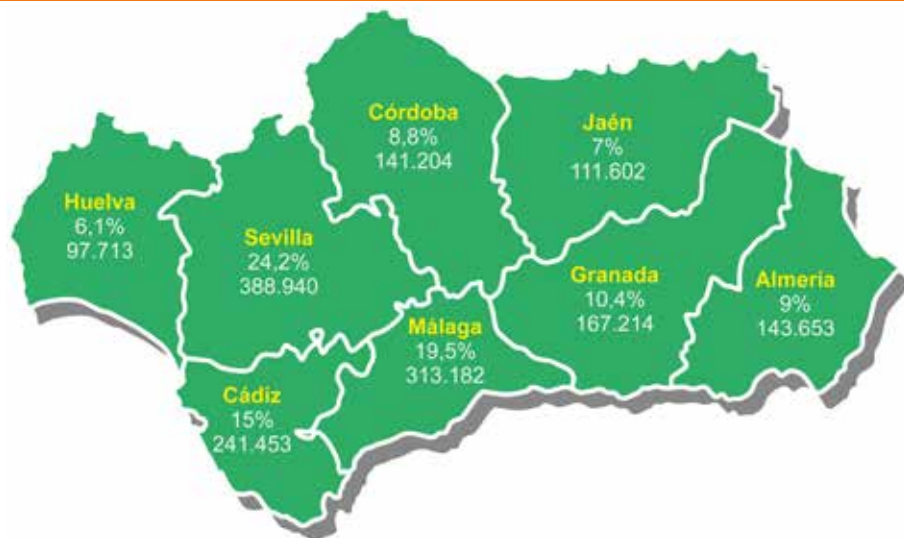 Córdoba
8,8%
141.204
Jaén
7%
111.602
Huelva
6,1%
97.713
Sevilla
24,2%
388.940
Granada
10,4%
167.214
Almería
9%
143.653
Málaga
19,5%
313.182
Cádiz
15%
241.453